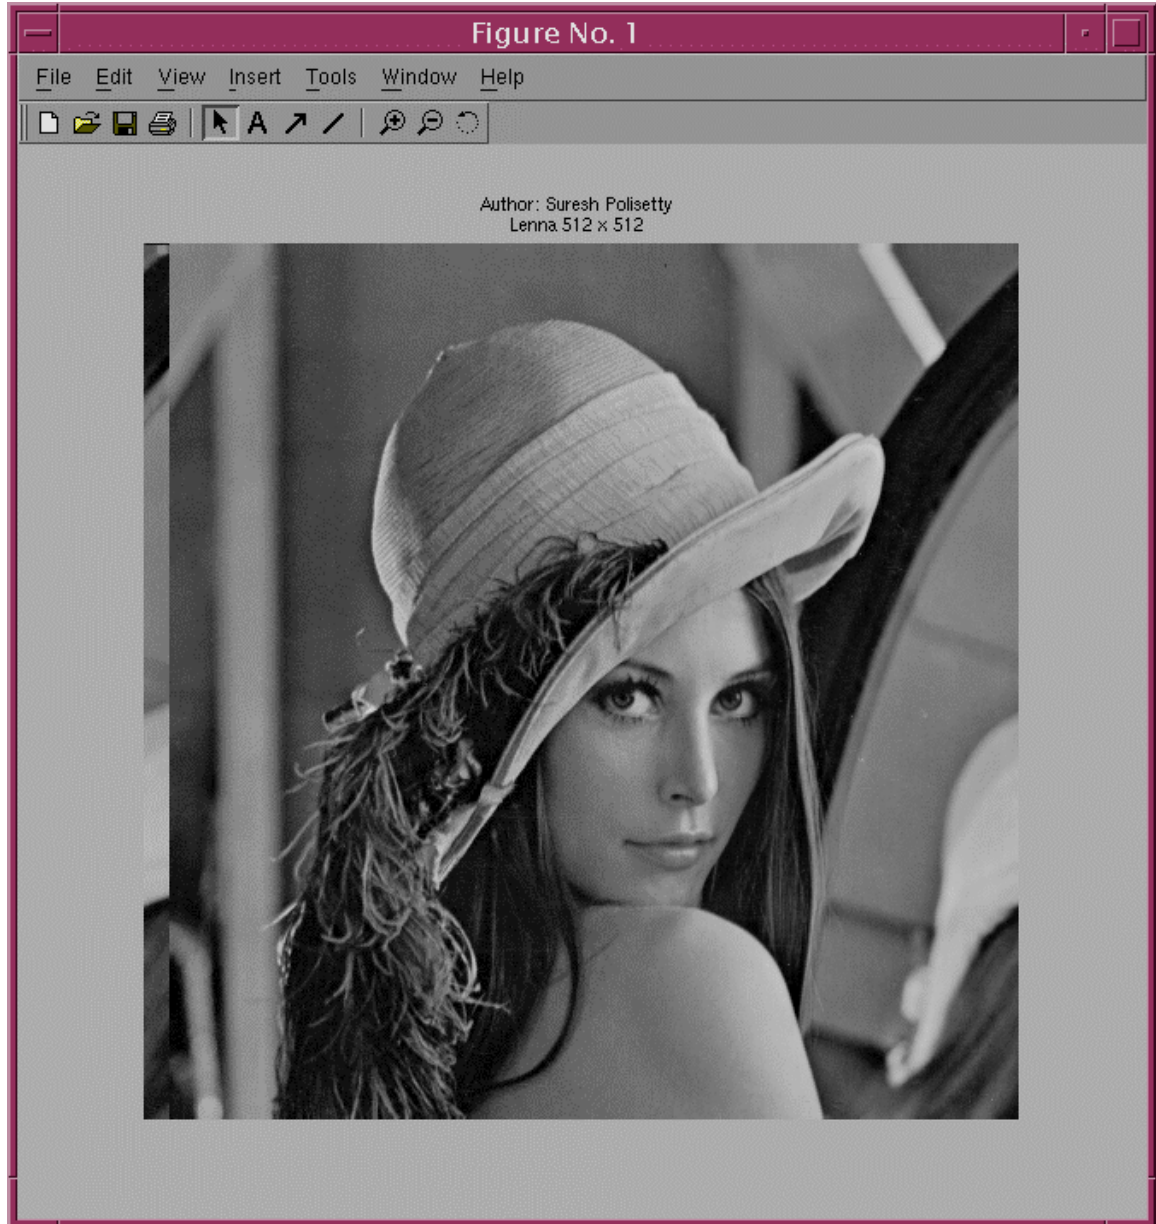 Figure No. 1
File Edit View Insert Tools Window Help
A
Author: Suresh Polisetty
Lenna 512 x 512